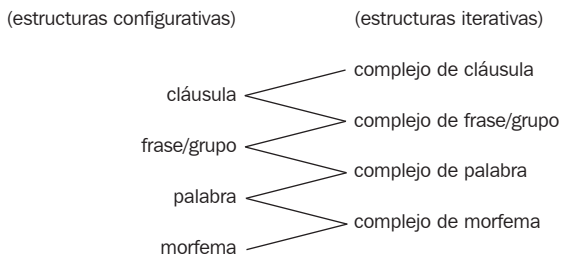 (estructuras configurativas) (estructuras iterativas)
complejo de cláusula
cláusula
complejo de frase/grupo
frase/grupo
complejo de palabra
palabra
complejo de morfema
morfema